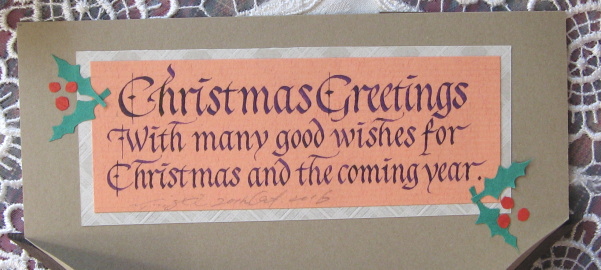 Christmas Greetings
With many good wishes for
Christmas and the coming year.